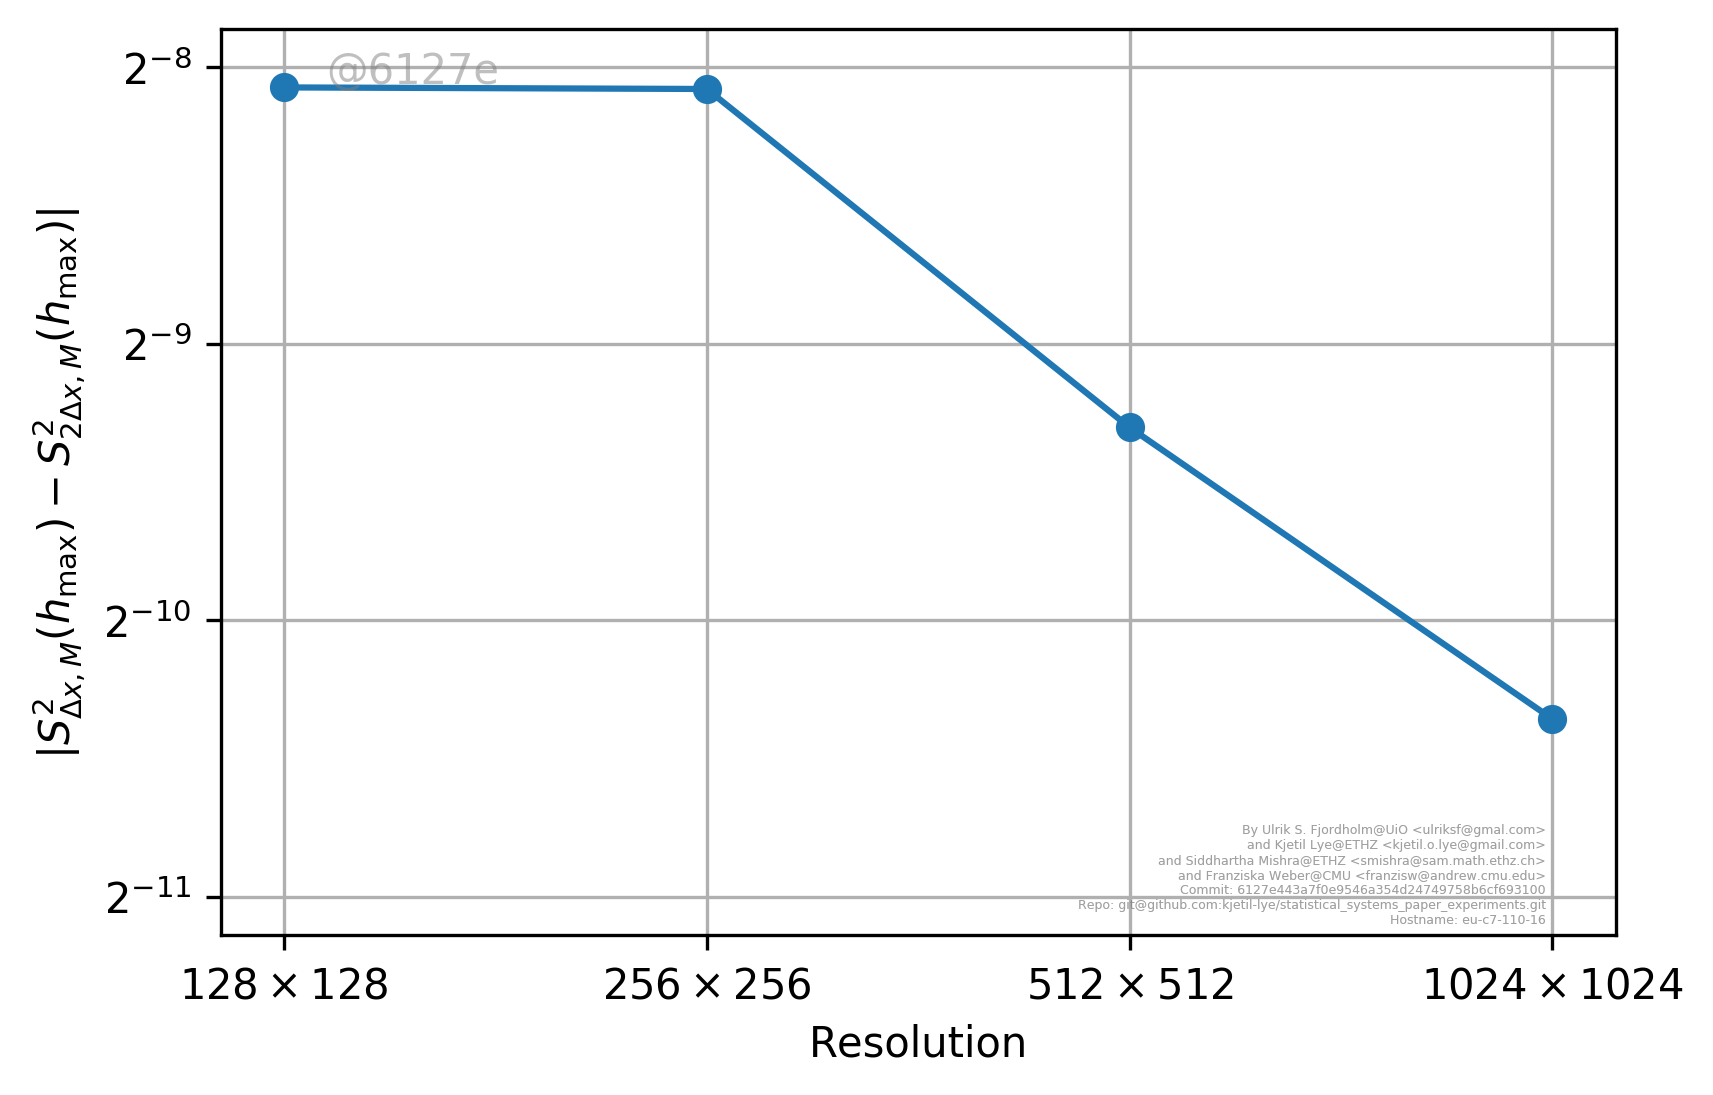 @6127e
2⁻⁸
2⁻⁹
2⁻¹⁰
2⁻¹¹
|S²_{Δx, M}(h_max) − S²_{2Δx, M}(h_max)|
By Ulrik S. Fjordholm@UiO <ulriksf@gmal.com>
and Kjetil Lye@ETHZ <kjetil.o.lye@gmail.com>
and Siddhartha Mishra@ETHZ <smishra@sam.math.ethz.ch>
and Franziska Weber@CMU <franzisw@andrew.cmu.edu>
Commit: 6127e443a7f0e9546a354d24749758b6cf693100
Repo: git@github.com:kjetil-lye/statistical_systems_paper_experiments.git
Hostname: eu-c7-110-16
128 × 128 256 × 256 512 × 512 1024 × 1024
Resolution